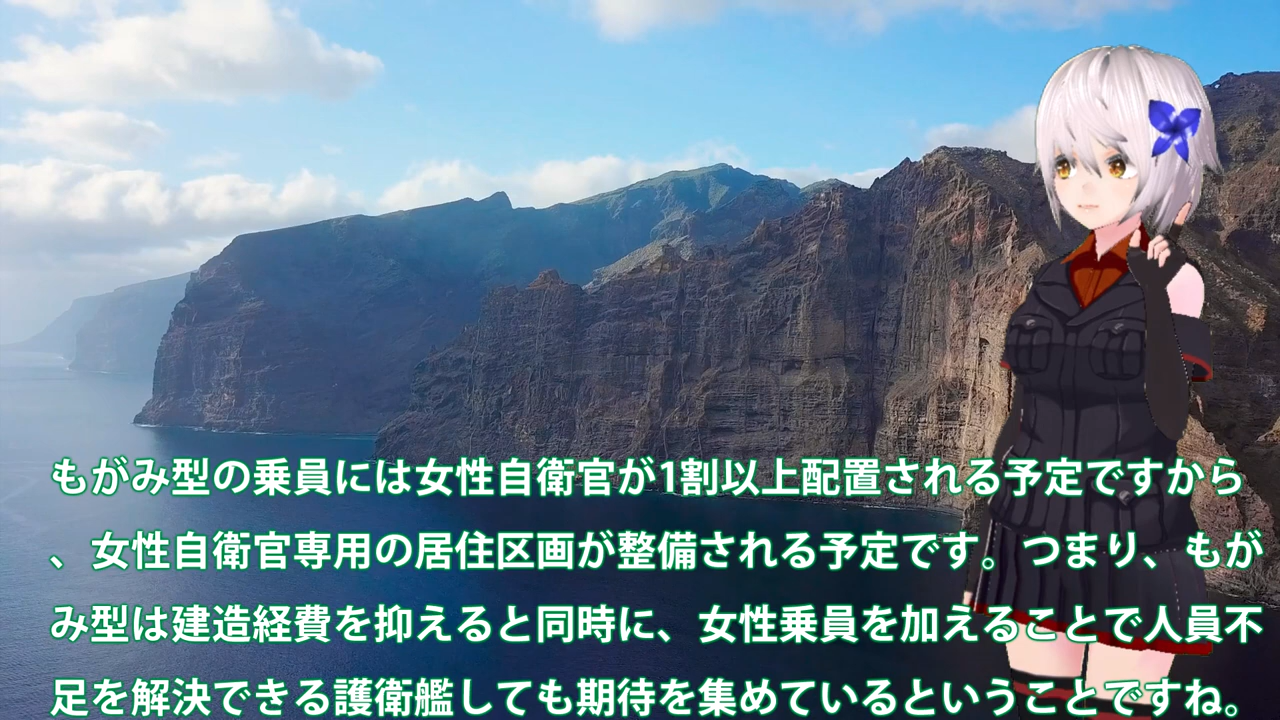 もがみ型の乗員には女性自衛官が1割以上配置される予定ですから
、女性自衛官専用の居住区画が整備される予定です。つまり、もが
み型は建造経費を抑えると同時に、女性乗員を加えることで人員不
足を解決できる護衛艦しても期待を集めているということですね。